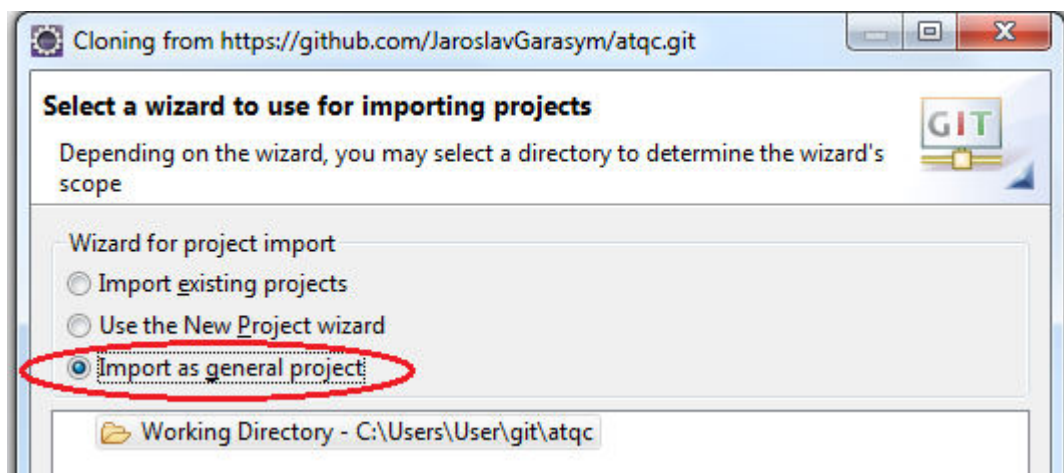 Cloning from https://github.com/JaroslavGarasym/atqc.git
Select a wizard to use for importing projects
GIT
Depending on the wizard, you may select a directory to determine the wizard's
scope
Wizard for project import
Import existing projects
Use the New Project wizard
Import as general project
Working Directory - C:\Users\User\git\atqc